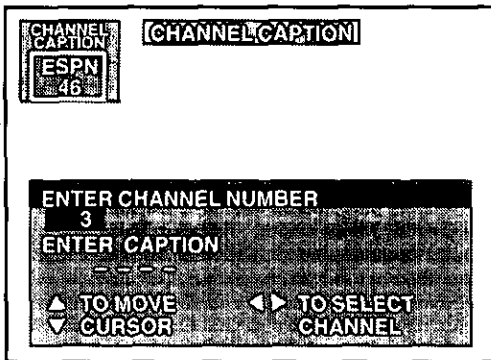 CHANNEL
CAPTION
ESPN
46
CHANNEL CAPTION
ENTER CHANNEL NUMBER
3
ENTER CAPTION
_ _ _ _
▲ TO MOVE
▼ CURSOR
◀ ▶ TO SELECT
CHANNEL